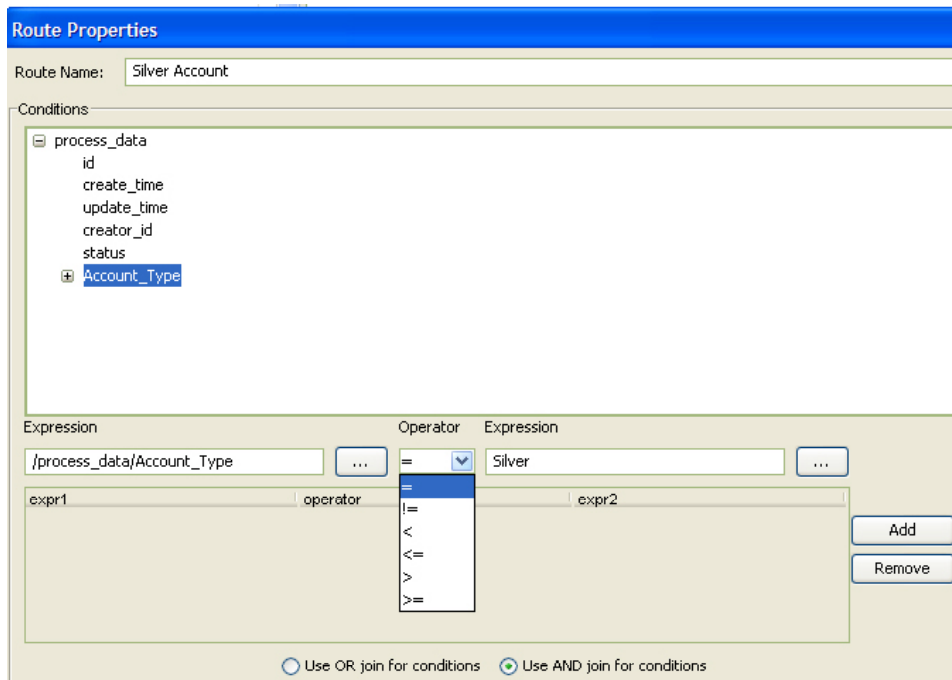 Route Properties
Route Name: Silver Account
Conditions
process_data
id
create_time
update_time
creator_id
status
Account_Type
Expression Operator Expression
/process_data/Account_Type ... = Silver ...
expr1 operator expr2
=
!=
<
<=
>
>=
Add
Remove
Use OR join for conditions Use AND join for conditions